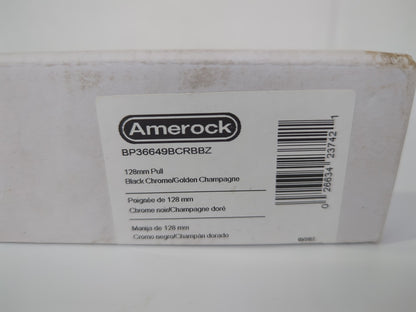 Amerock
BP36649BCRBBZ
128mm Pull
Black Chrome/Golden Champagne
Poignée de 128 mm
Chrome noir/Champagne doré
Manija de 128 mm
Cromo negro/Champán dorado
0 26634 23742 1